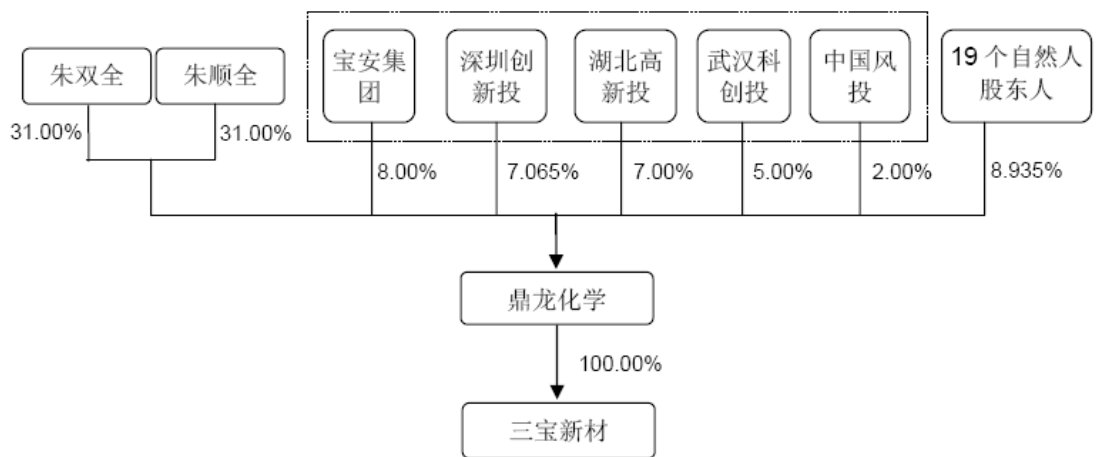 朱双全
朱顺全
宝安集
团
深圳创
新投
湖北高
新投
武汉科
创投
中国风
投
19 个自然人
股东人
31.00%
31.00%
8.00%
7.065%
7.00%
5.00%
2.00%
8.935%
鼎龙化学
100.00%
三宝新材